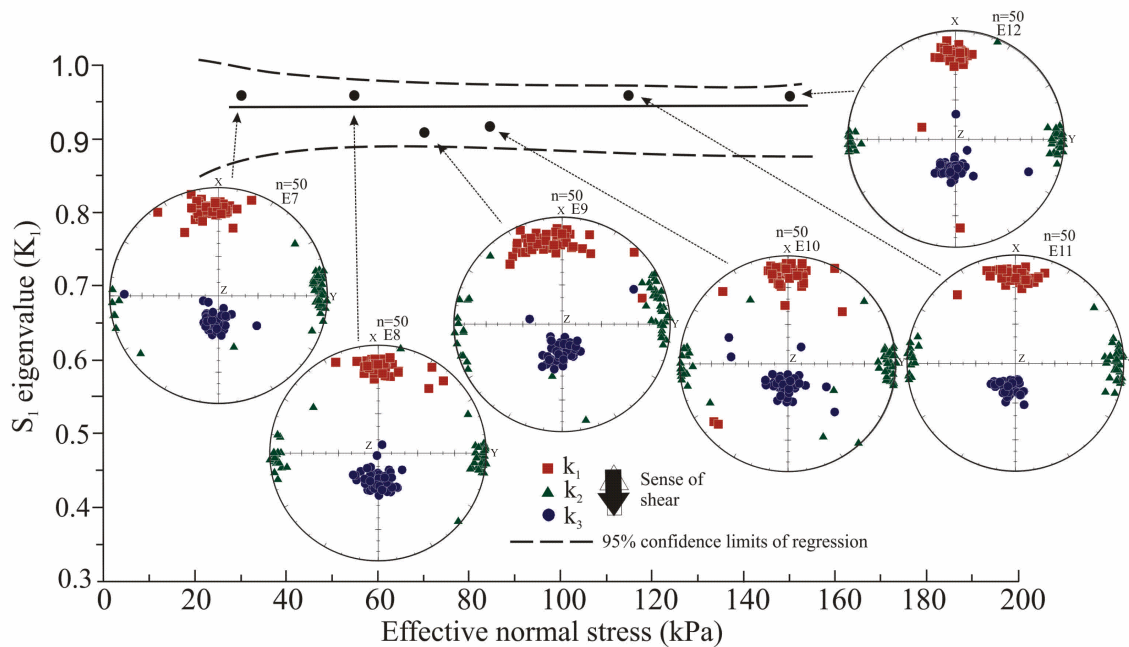 S₁ eigenvalue (K₁)
1.0
0.9
0.8
0.7
0.6
0.5
0.4
0.3
0
20
40
60
80
100
120
140
160
180
200
Effective normal stress (kPa)
n=50
E7
X
Y
Z
n=50
E8
X
Y
Z
n=50
E9
X
Y
Z
n=50
E10
X
Y
Z
n=50
E11
X
Z
n=50
E12
X
Y
Z
k₁
k₂
k₃
Sense of
shear
95% confidence limits of regression